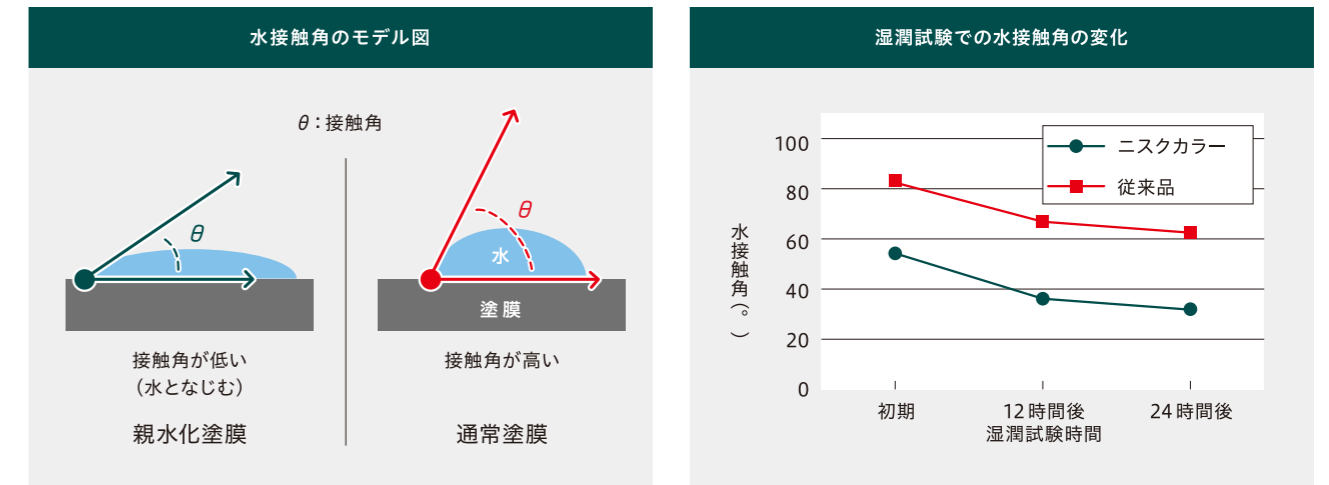 水接触角のモデル図
θ：接触角
θ
θ
水
塗膜
接触角が低い
（水となじむ）
接触角が高い
親水化塗膜
通常塗膜
湿潤試験での水接触角の変化
ニスクカラー
従来品
水接触角（°）
100
80
60
40
20
0
初期
12時間後
24時間後
湿潤試験時間